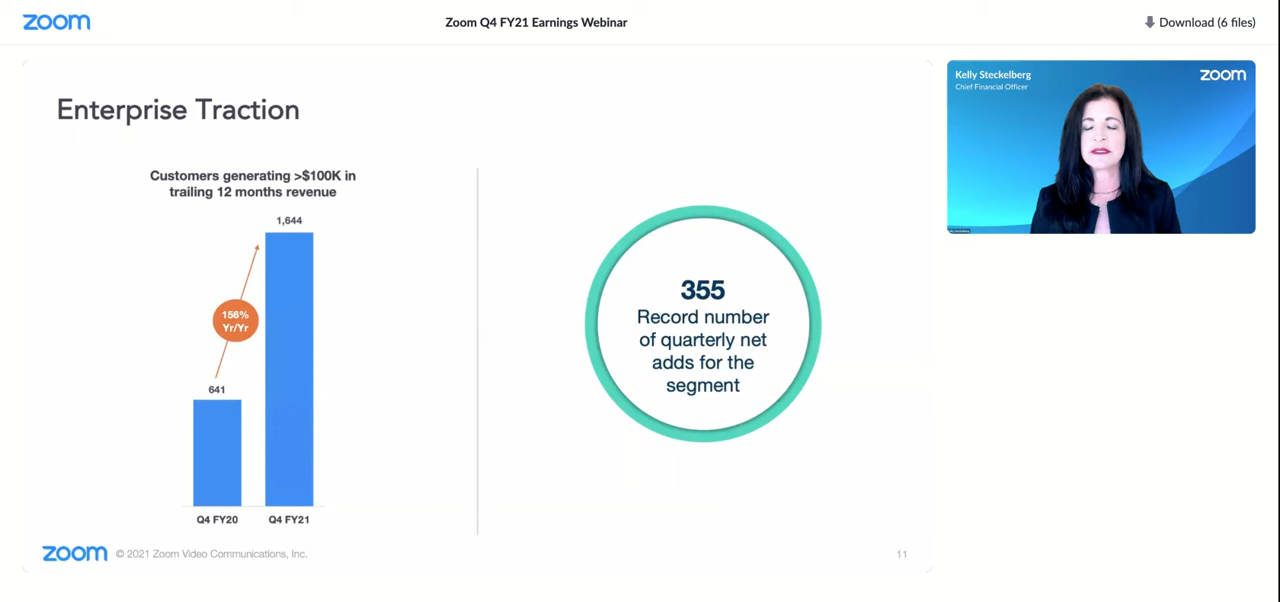 zoom
Zoom Q4 FY21 Earnings Webinar
Download (6 files)
Enterprise Traction
Customers generating >$100K in
trailing 12 months revenue
1,644
156%
Yr/Yr
641
Q4 FY20
Q4 FY21
355
Record number
of quarterly net
adds for the
segment
zoom
© 2021 Zoom Video Communications, Inc.
11
Kelly Steckelberg
Chief Financial Officer
zoom